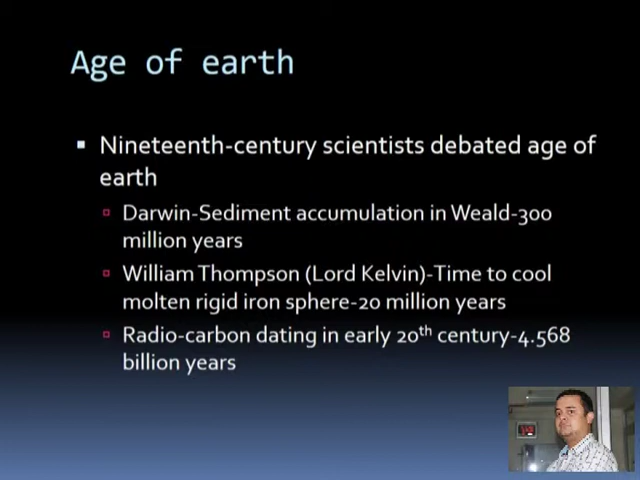 Age of earth
Nineteenth-century scientists debated age of
earth
Darwin-Sediment accumulation in Weald-300
million years
William Thompson (Lord Kelvin)-Time to cool
molten rigid iron sphere-20 million years
Radio-carbon dating in early 20th century-4.568
billion years